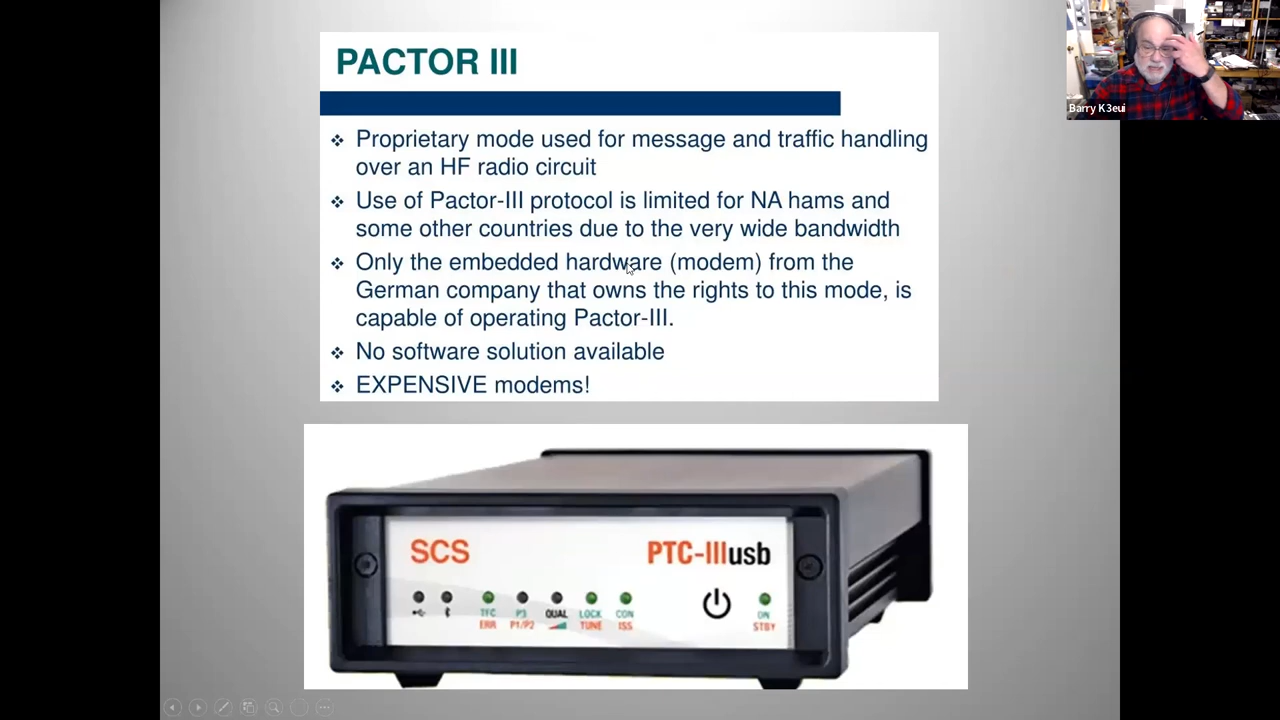 PACTOR III
Proprietary mode used for message and traffic handling
over an HF radio circuit
Use of Pactor-III protocol is limited for NA hams and
some other countries due to the very wide bandwidth
Only the embedded hardware (modem) from the
German company that owns the rights to this mode, is
capable of operating Pactor-III.
No software solution available
EXPENSIVE modems!
Barry K3eui
SCS PTC-IIIusb
TFC P3 QUAL LOCK CON ON
ERR P1/P2 TUNE ISS STBY